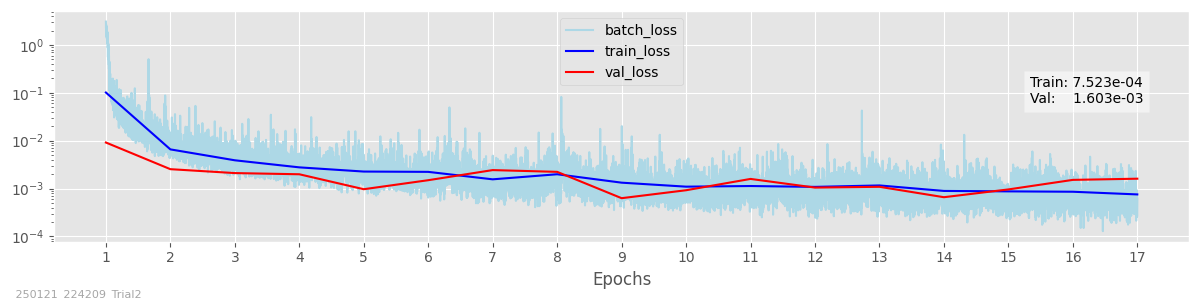 batch_loss
train_loss
val_loss
Train: 7.523e-04
Val: 1.603e-03
10⁰
10⁻¹
10⁻²
10⁻³
10⁻⁴
1 2 3 4 5 6 7 8 9 10 11 12 13 14 15 16 17
Epochs
250121_224209_Trial2